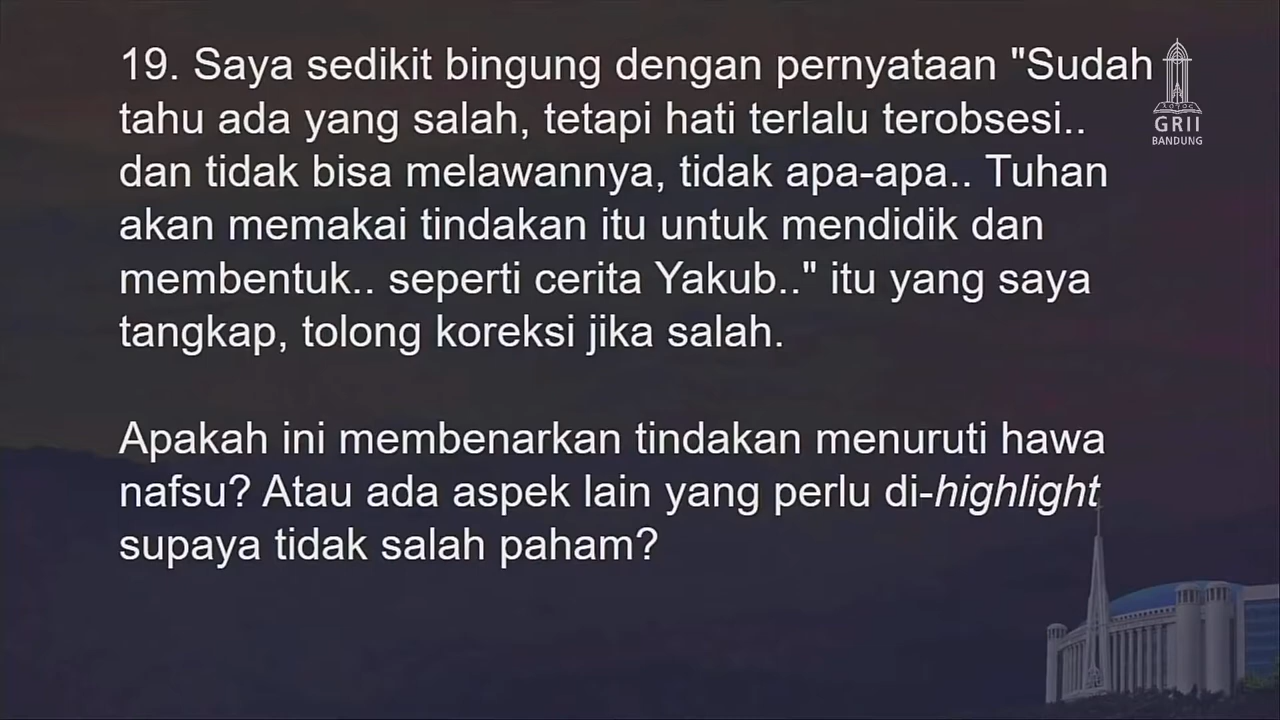 19. Saya sedikit bingung dengan pernyataan "Sudah
tahu ada yang salah, tetapi hati terlalu terobsesi..
dan tidak bisa melawannya, tidak apa-apa.. Tuhan
akan memakai tindakan itu untuk mendidik dan
membentuk.. seperti cerita Yakub.." itu yang saya
tangkap, tolong koreksi jika salah.
Apakah ini membenarkan tindakan menuruti hawa
nafsu? Atau ada aspek lain yang perlu di-highlight
supaya tidak salah paham?
GRII
BANDUNG